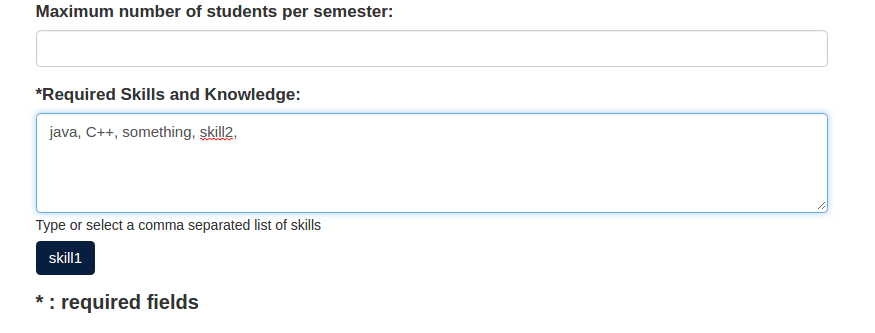 Maximum number of students per semester:
*Required Skills and Knowledge:
java, C++, something, skill2,
Type or select a comma separated list of skills
skill1
* : required fields